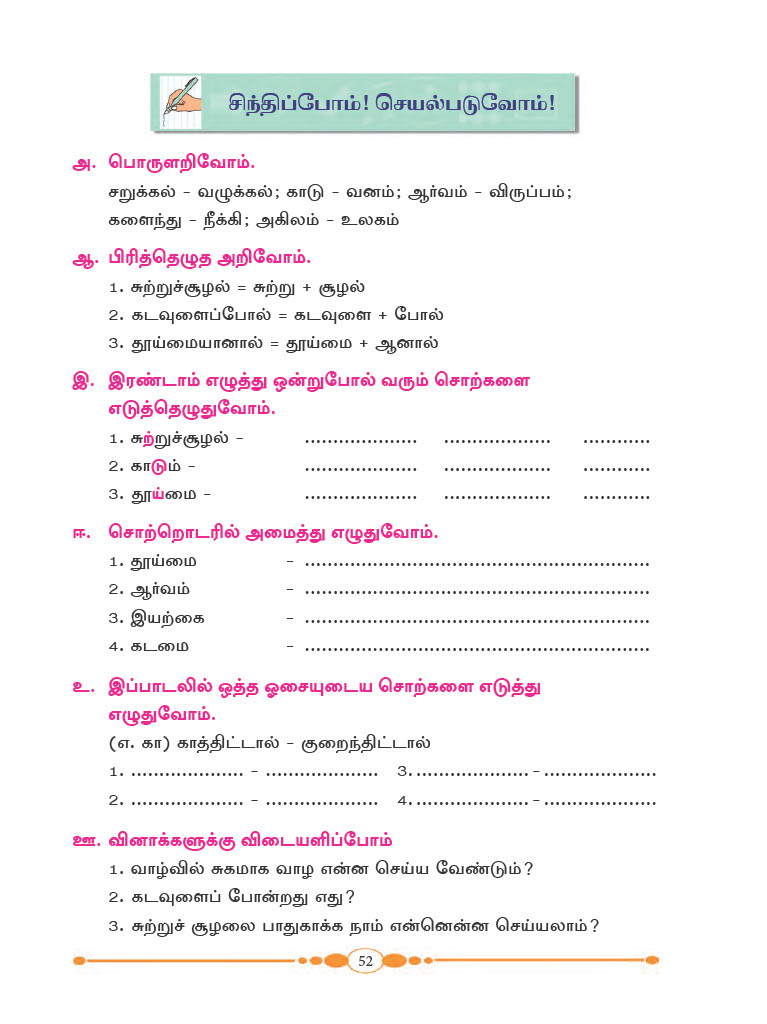 சிந்திப்போம்! செயல்படுவோம்!
அ. பொருளறிவோம்.
சறுக்கல் - வழுக்கல்; காடு - வனம்; ஆர்வம் - விருப்பம்;
களைந்து - நீக்கி; அகிலம் - உலகம்
ஆ. பிரித்தெழுத அறிவோம்.
1. சுற்றுச்சூழல் = சுற்று + சூழல்
2. கடவுளைப்போல் = கடவுளை + போல்
3. தூய்மையானால் = தூய்மை + ஆனால்
இ. இரண்டாம் எழுத்து ஒன்றுபோல் வரும் சொற்களை
எடுத்தெழுதுவோம்.
1. சுற்றுச்சூழல் - .................... ................... ............
2. காடும் - .................... ................... ............
3. தூய்மை - .................... ................... ............
ஈ. சொற்றொடரில் அமைத்து எழுதுவோம்.
1. தூய்மை - .............................................................
2. ஆர்வம் - .............................................................
3. இயற்கை - .............................................................
4. கடமை - .............................................................
உ. இப்பாடலில் ஒத்த ஓசையுடைய சொற்களை எடுத்து
எழுதுவோம்.
(எ. கா) காத்திட்டால் - குறைந்திட்டால்
1. .................... - .................... 3. .................... - ....................
2. .................... - .................... 4. .................... - ....................
ஊ. வினாக்களுக்கு விடையளிப்போம்
1. வாழ்வில் சுகமாக வாழ என்ன செய்ய வேண்டும்?
2. கடவுளைப் போன்றது எது?
3. சுற்றுச் சூழலை பாதுகாக்க நாம் என்னென்ன செய்யலாம்?
52